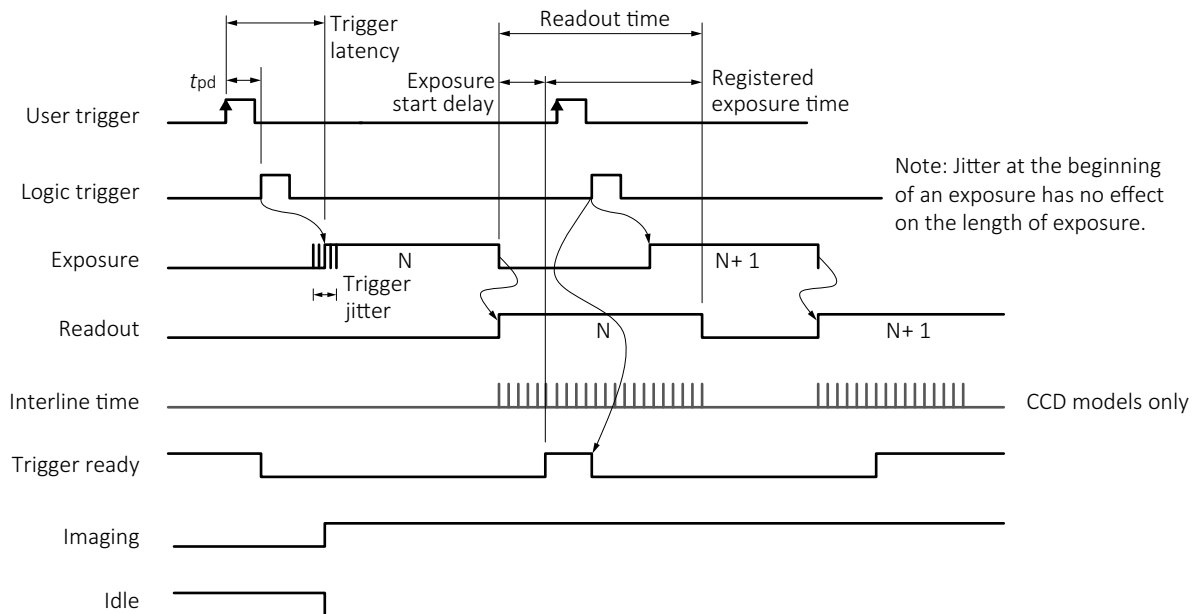 Trigger
latency
Readout time
tpd
Exposure
start delay
Registered
exposure time
User trigger
Logic trigger
Note: Jitter at the beginning
of an exposure has no effect
on the length of exposure.
Exposure
N
N+ 1
Trigger
jitter
Readout
N
N+ 1
Interline time
CCD models only
Trigger ready
Imaging
Idle